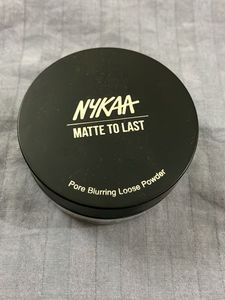 NYKAA
MATTE TO LAST
Pore Blurring Loose Powder